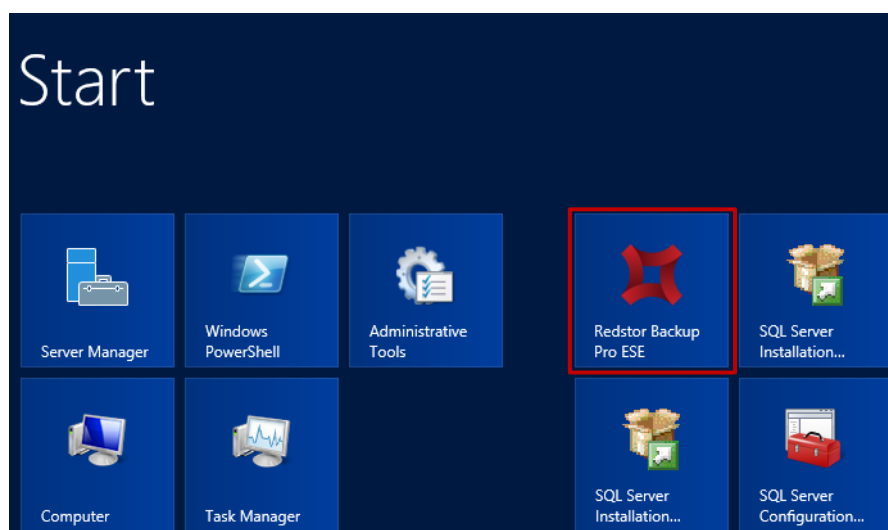 Start
Server Manager
Windows
PowerShell
Administrative
Tools
Redstor Backup
Pro ESE
SQL Server
Installation...
Computer
Task Manager
SQL Server
Installation...
SQL Server
Configuration...